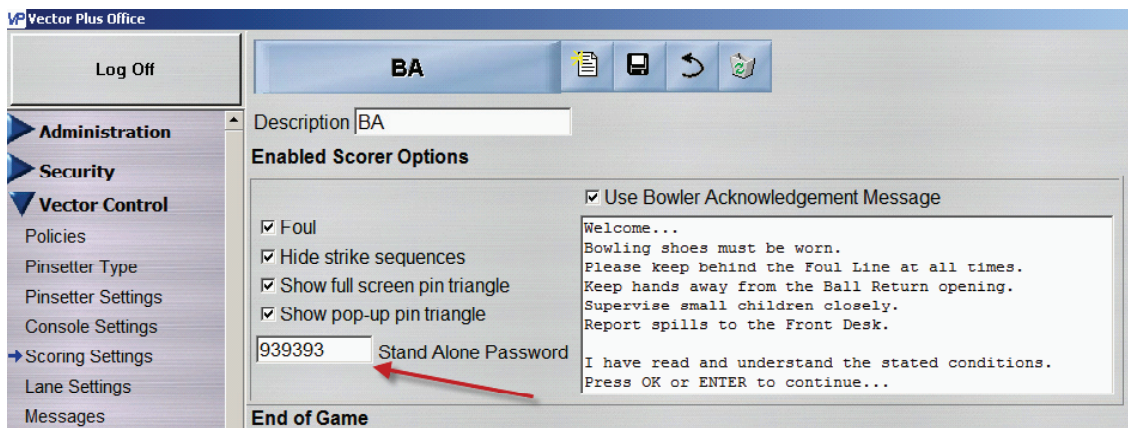 VP Vector Plus Office
Log Off
BA
Administration
Security
Vector Control
Policies
Pinsetter Type
Pinsetter Settings
Console Settings
Scoring Settings
Lane Settings
Messages
Description BA
Enabled Scorer Options
Foul
Hide strike sequences
Show full screen pin triangle
Show pop-up pin triangle
939393 Stand Alone Password
Use Bowler Acknowledgement Message
Welcome...
Bowling shoes must be worn.
Please keep behind the Foul Line at all times.
Keep hands away from the Ball Return opening.
Supervise small children closely.
Report spills to the Front Desk.
I have read and understand the stated conditions.
Press OK or ENTER to continue...
End of Game